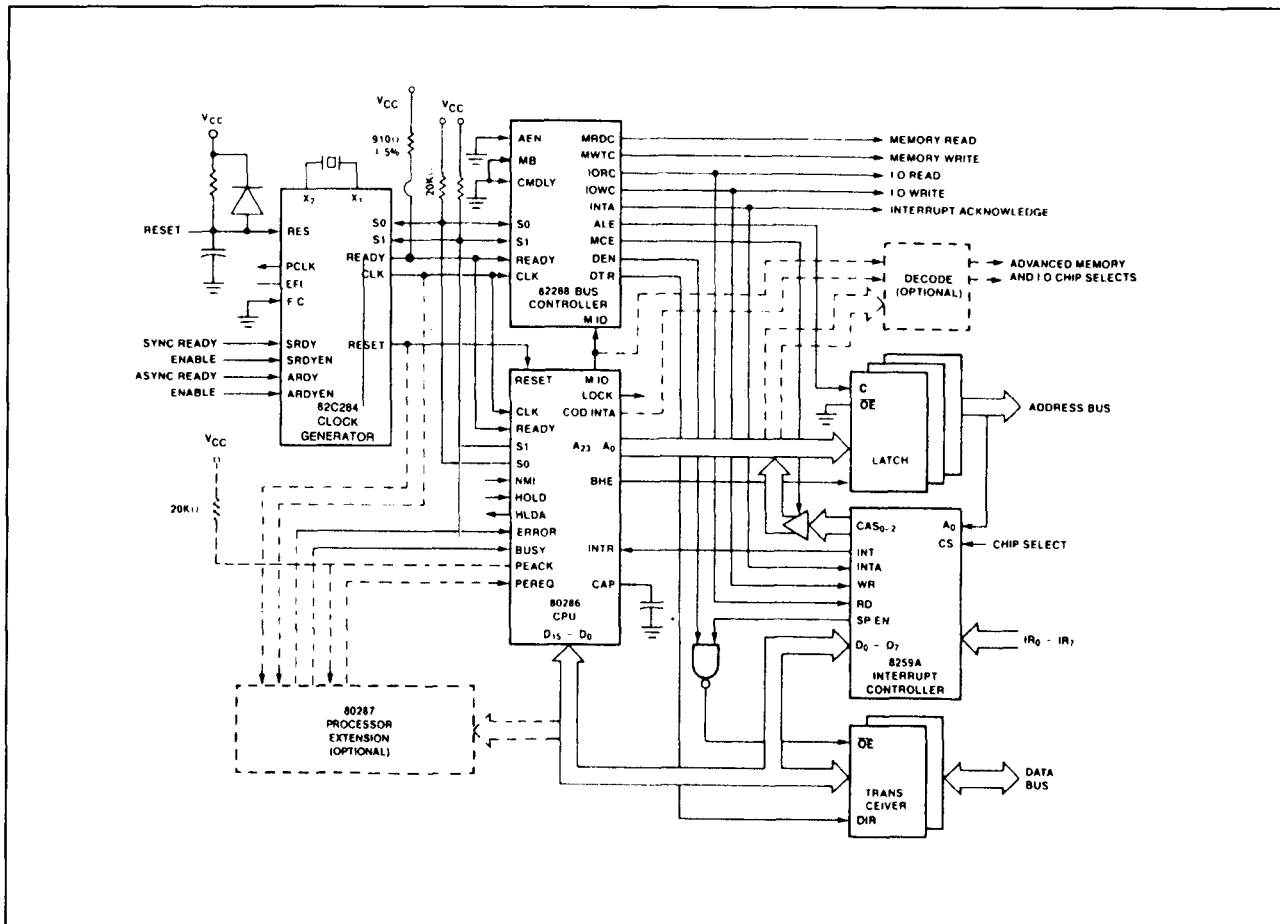 VCC
RESET
X2 X1
RES
PCLK
EFI
F C
SYNC READY
ENABLE
ASYNC READY
ENABLE
SRDY
SRDYEN
ARDY
ARDYEN
S0
S1
READY
CLK
RESET
82C284
CLOCK
GENERATOR
VCC
910Ω
5%
VCC
20KΩ
AEN
MB
CMDLY
S0
S1
READY
CLK
MRDC
MWTC
IORC
IOWC
INTA
ALE
MCE
DEN
DT R
82288 BUS
CONTROLLER
M IO
MEMORY READ
MEMORY WRITE
I O READ
I O WRITE
INTERRUPT ACKNOWLEDGE
DECODE
(OPTIONAL)
ADVANCED MEMORY
AND I O CHIP SELECTS
RESET
CLK
READY
S1
S0
NMI
HOLD
HLDA
ERROR
BUSY
PEACK
PEREQ
M IO
LOCK
COD INTA
A23 A0
BHE
INTR
CAP
80286
CPU
D15 - D0
VCC
20KΩ
C
OE
LATCH
ADDRESS BUS
CAS0-2
INT
INTA
WR
RD
SP EN
D0 - D7
A0
CS
CHIP SELECT
IR0 - IR7
8259A
INTERRUPT
CONTROLLER
80287
PROCESSOR
EXTENSION
(OPTIONAL)
OE
TRANS
CEIVER
DIR
DATA
BUS